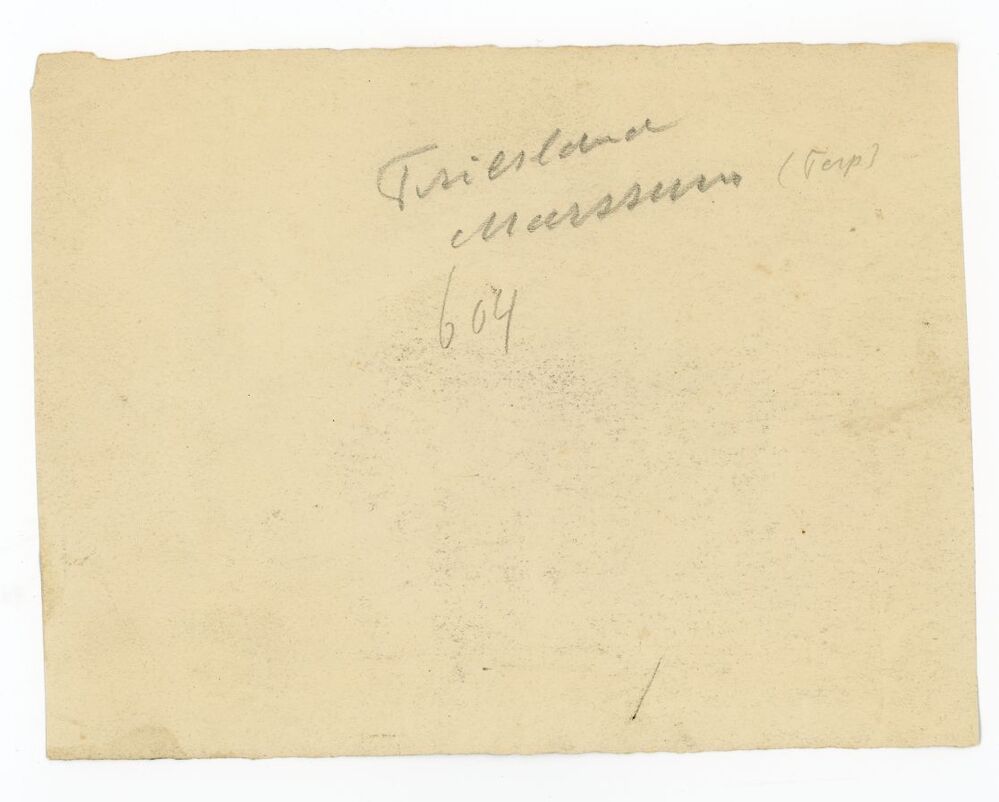 Friesland
Marssum (Terp)
604